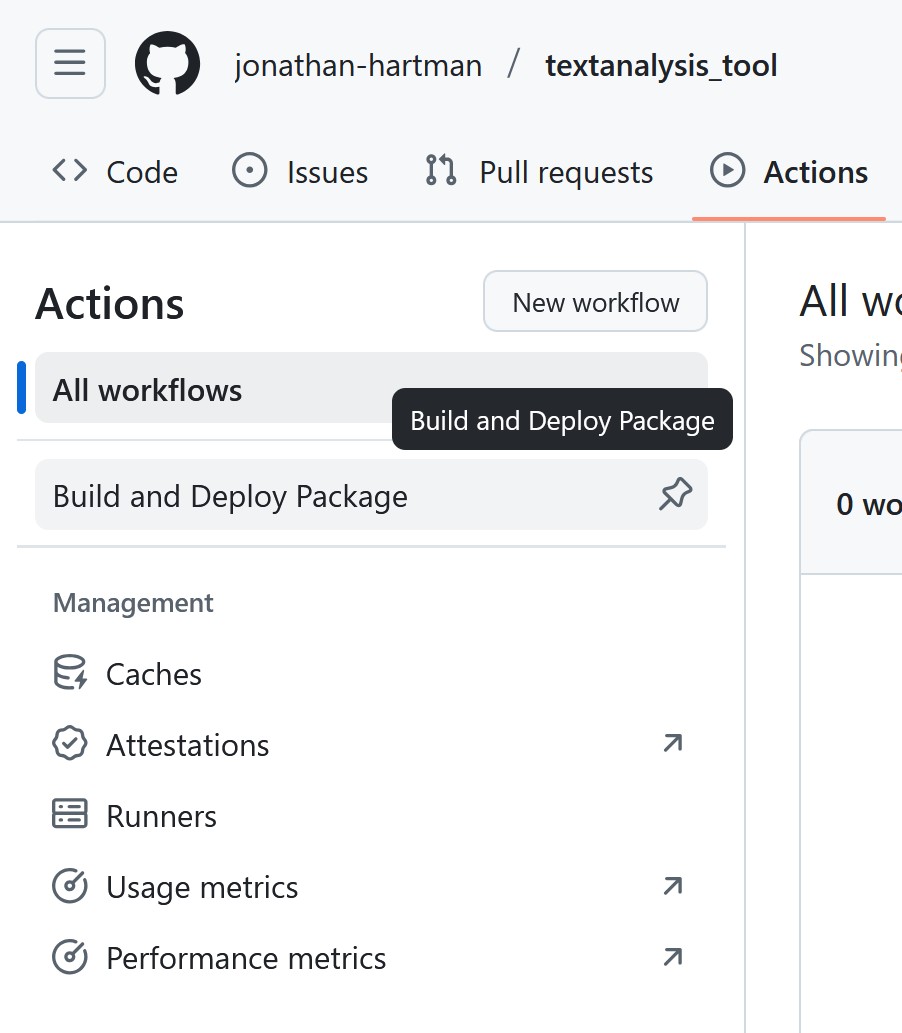 jonathan-hartman / textanalysis_tool
Code Issues Pull requests Actions
Actions
New workflow
All wo
Showing
All workflows
Build and Deploy Package
Build and Deploy Package
0 wo
Management
Caches
Attestations
Runners
Usage metrics
Performance metrics